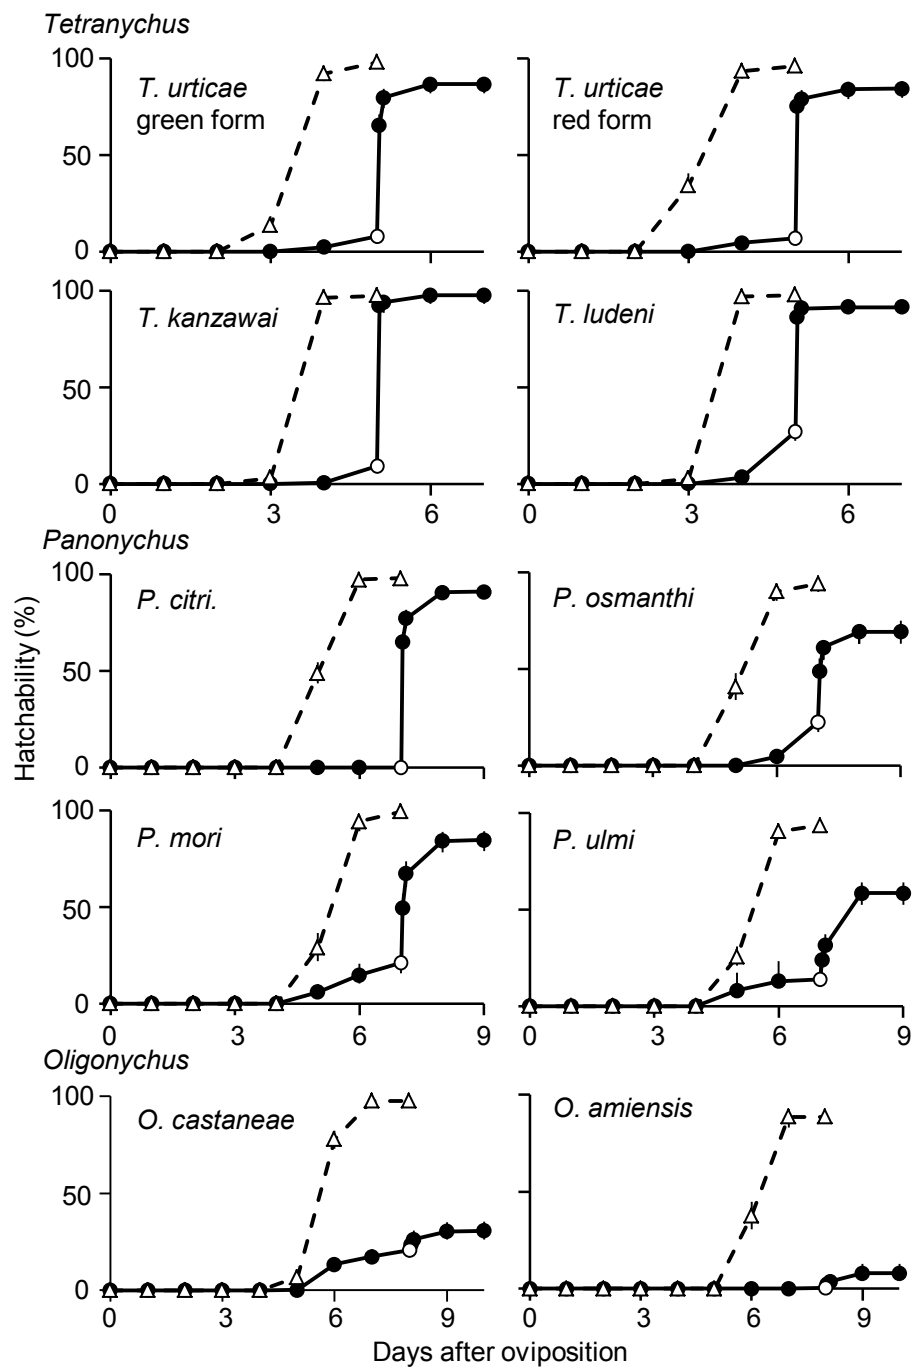 Tetranychus
100
50
0
T. urticae
green form
T. urticae
red form
100
50
0
T. kanzawai
T. ludeni
0
3
6
0
3
6
Panonychus
Hatchability (%)
100
50
0
P. citri.
P. osmanthi
100
50
0
P. mori
P. ulmi
0
3
6
9
0
3
6
9
Oligonychus
100
50
0
O. castaneae
O. amiensis
0
3
6
9
0
3
6
9
Days after oviposition